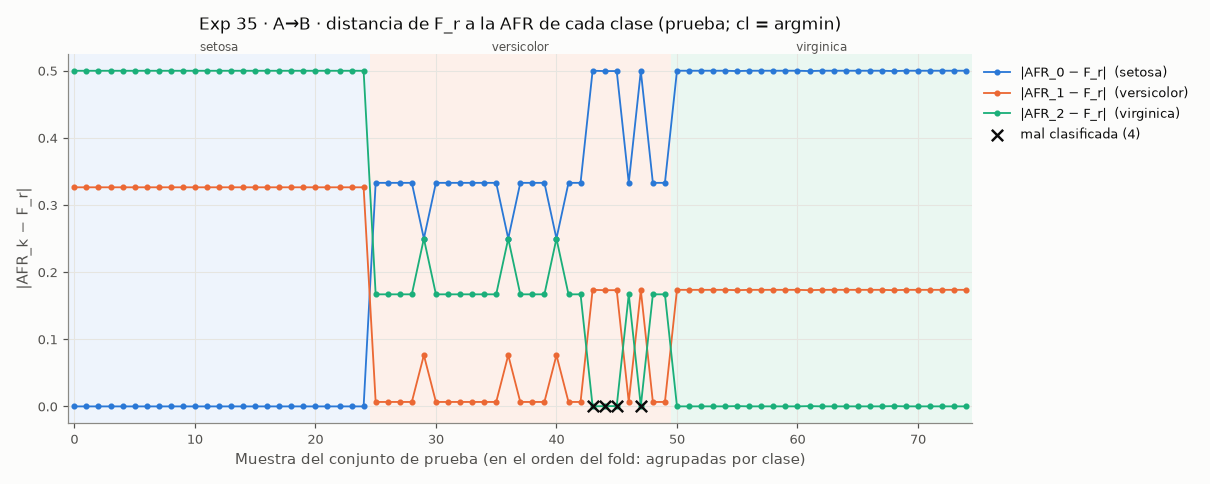 Exp 35 · A→B · distancia de F_r a la AFR de cada clase (prueba; cl = argmin)
setosa versicolor virginica
|AFR_0 − F_r| (setosa)
|AFR_1 − F_r| (versicolor)
|AFR_2 − F_r| (virginica)
mal clasificada (4)
|AFR_k − F_r|
0.5
0.4
0.3
0.2
0.1
0.0
0 10 20 30 40 50 60 70
Muestra del conjunto de prueba (en el orden del fold: agrupadas por clase)